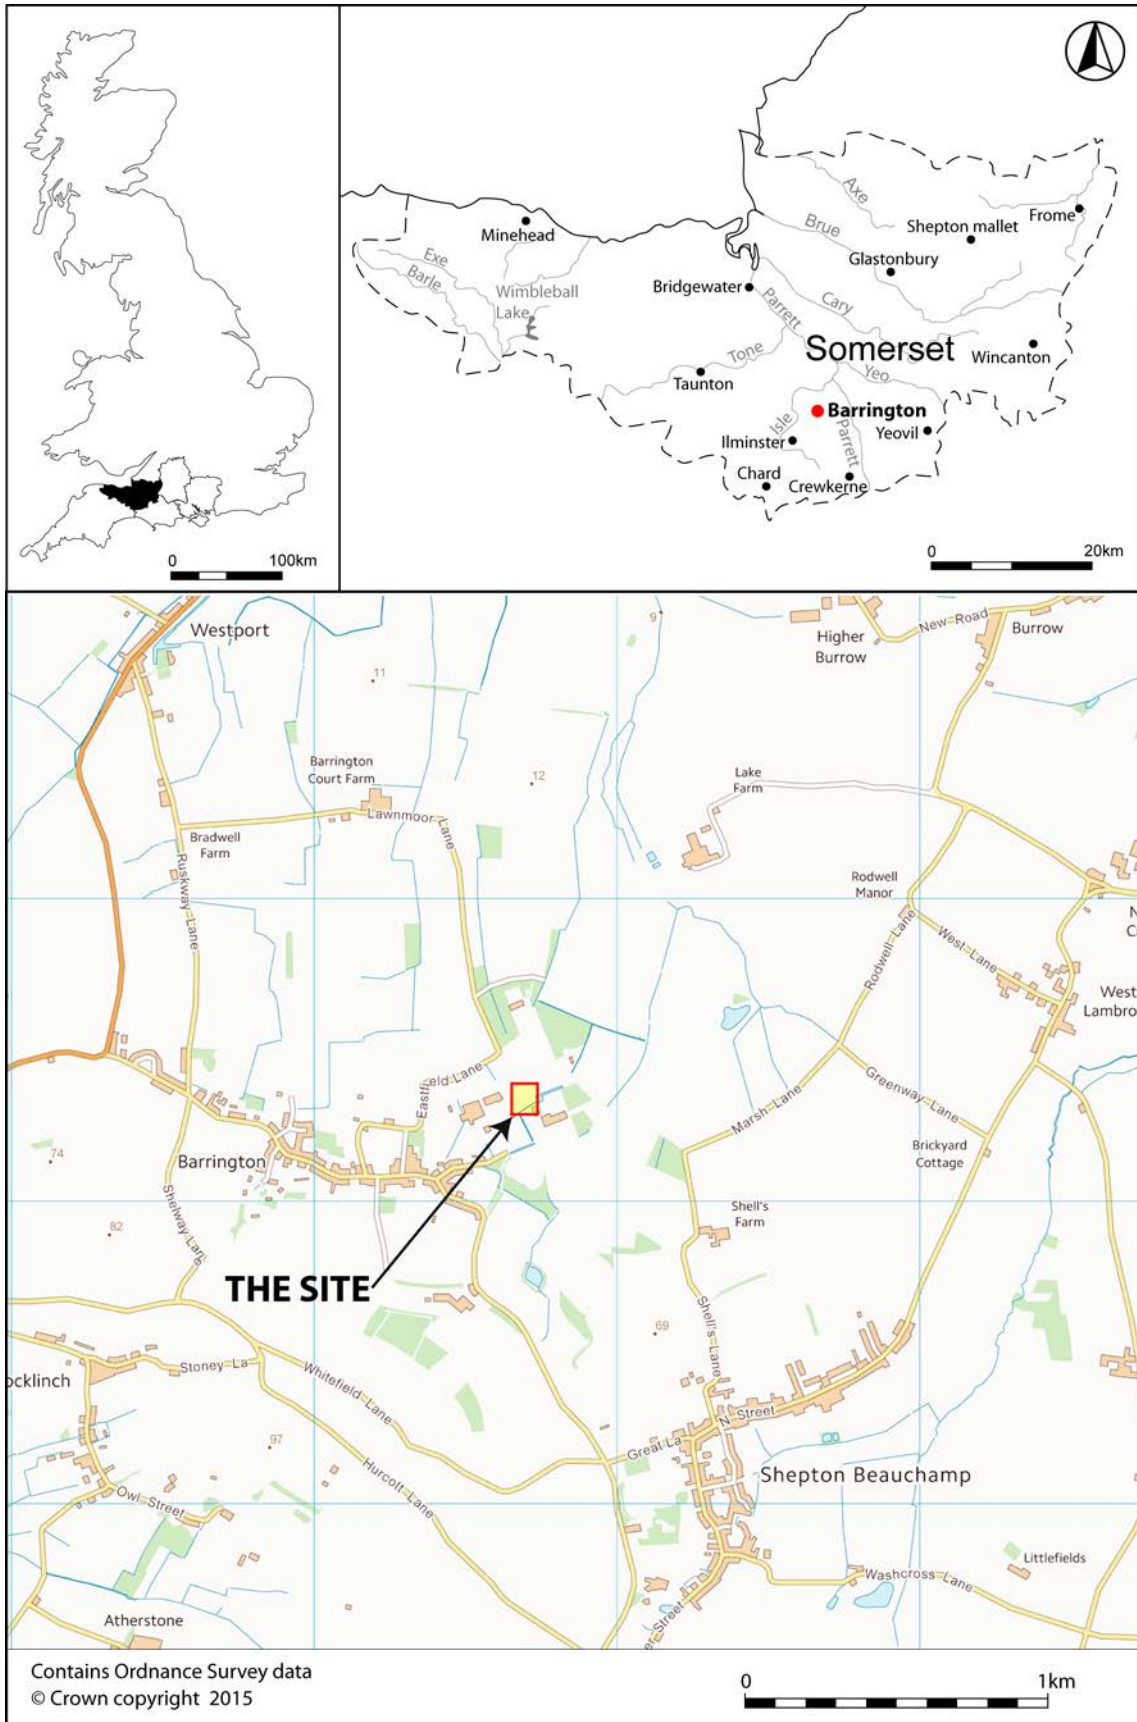 0
100km
Axe
Frome
Brue
Shepton mallet
Minehead
Glastonbury
Exe
Barle
Wimbleball
Lake
Bridgewater
Parrett
Cary
Somerset
Wincanton
Tone
Taunton
Yeo
Barrington
Isle
Parrett
Yeovil
Ilminster
Chard
Crewkerne
0
20km
Westport
9
Higher
Burrow
New Road
Burrow
11
Barrington
Court Farm
12
Lake
Farm
Lawnmoor Lane
Bradwell
Farm
Ruskway Lane
Rodwell
Manor
Rodwell Lane
West Lane
N
C
West
Lambro
Eastfield Lane
Marsh Lane
Greenway Lane
Brickyard
Cottage
74
Barrington
Shelway Lane
82
Shell's
Farm
THE SITE
69
Shell's Lane
ocklinch
Stoney La
Whitefield Lane
N Street
Great La
97
Hurcott Lane
Shepton Beauchamp
Owl Street
Littlefields
Washcross Lane
Atherstone
er Street
Contains Ordnance Survey data
© Crown copyright 2015
0
1km